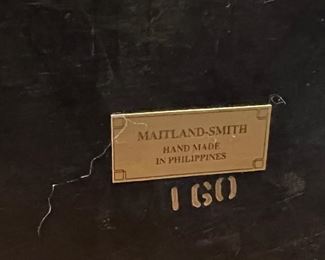 MAITLAND-SMITH
HAND MADE
IN PHILIPPINES
160